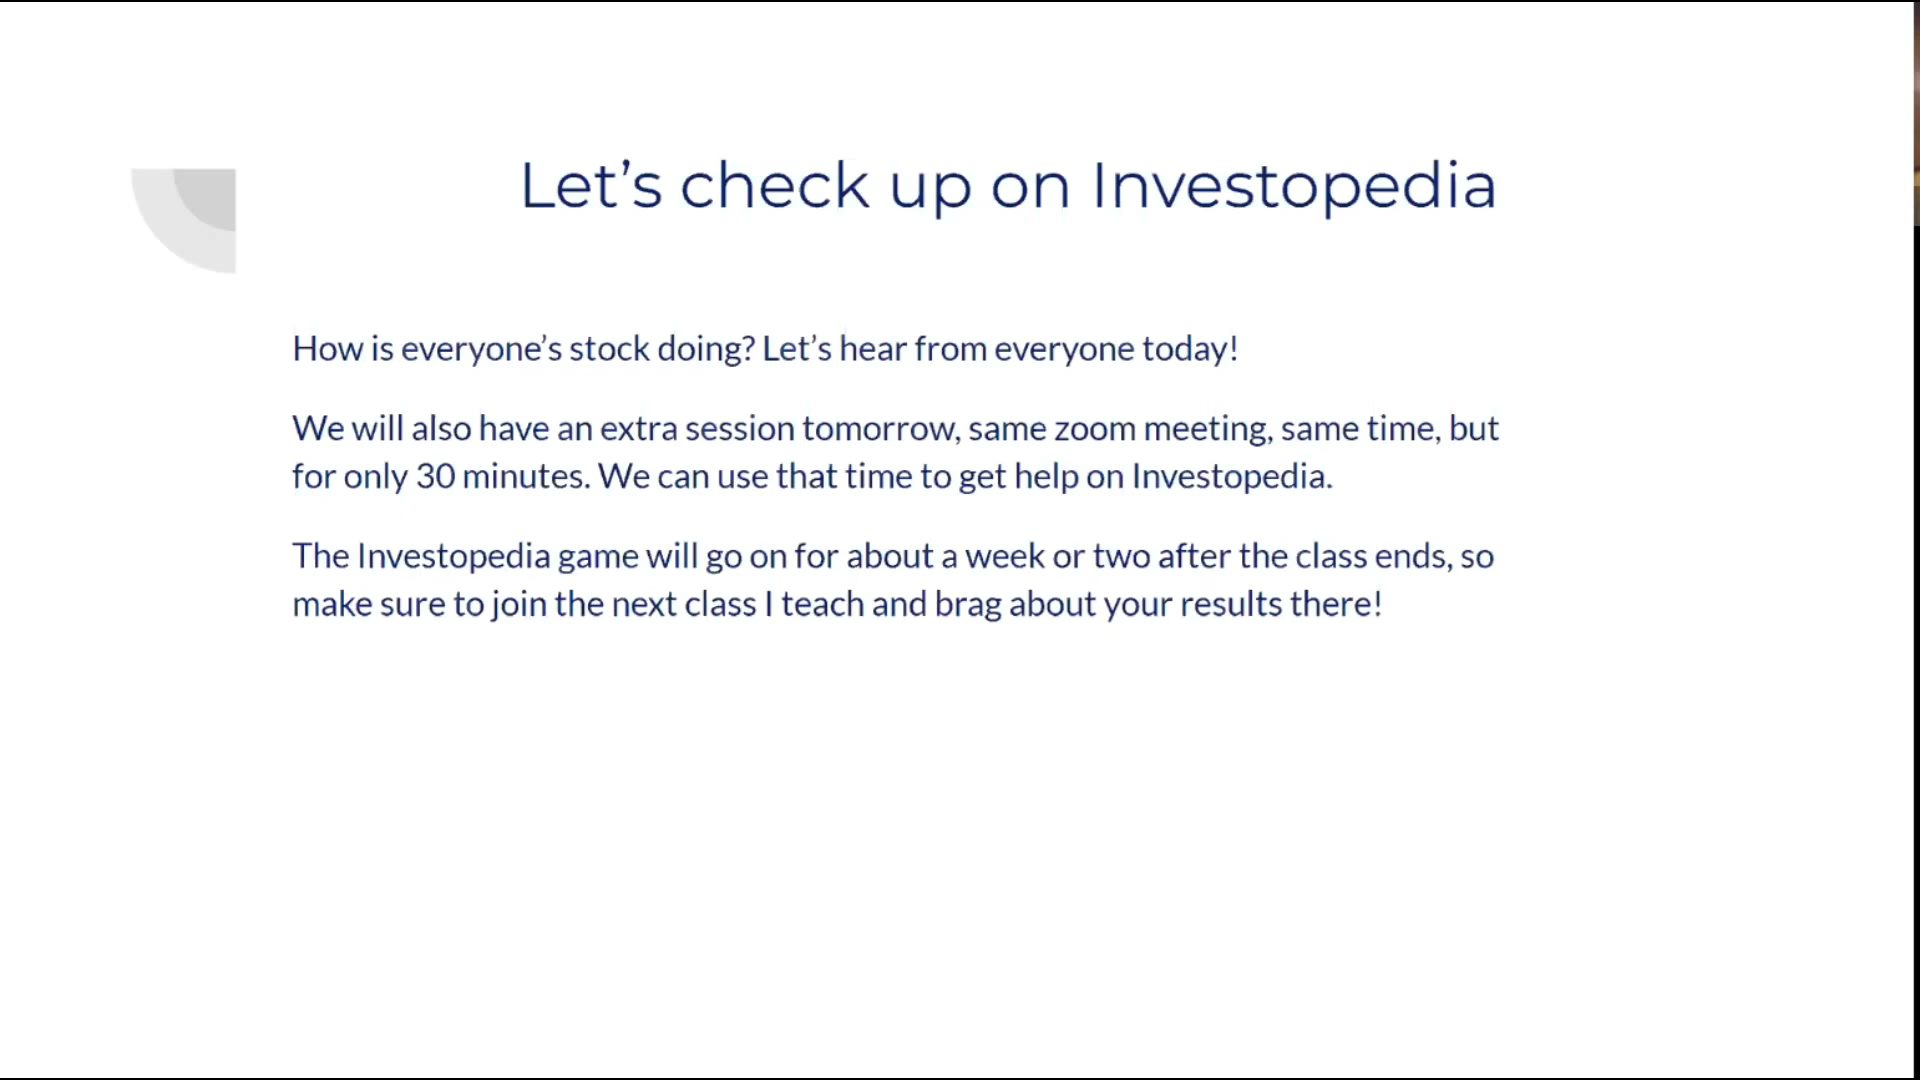 Let’s check up on Investopedia
How is everyone’s stock doing? Let’s hear from everyone today!
We will also have an extra session tomorrow, same zoom meeting, same time, but
for only 30 minutes. We can use that time to get help on Investopedia.
The Investopedia game will go on for about a week or two after the class ends, so
make sure to join the next class I teach and brag about your results there!